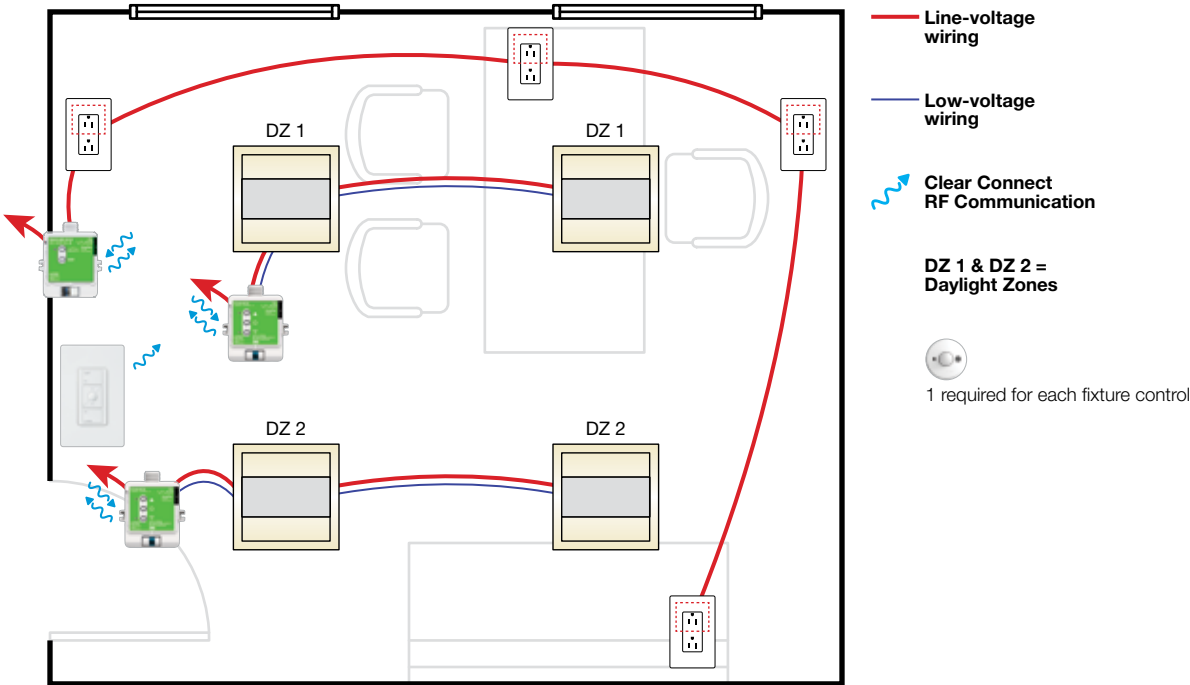 DZ 1
DZ 1
DZ 2
DZ 2
Line-voltage
wiring
Low-voltage
wiring
Clear Connect
RF Communication
DZ 1 & DZ 2 =
Daylight Zones
1 required for each fixture control